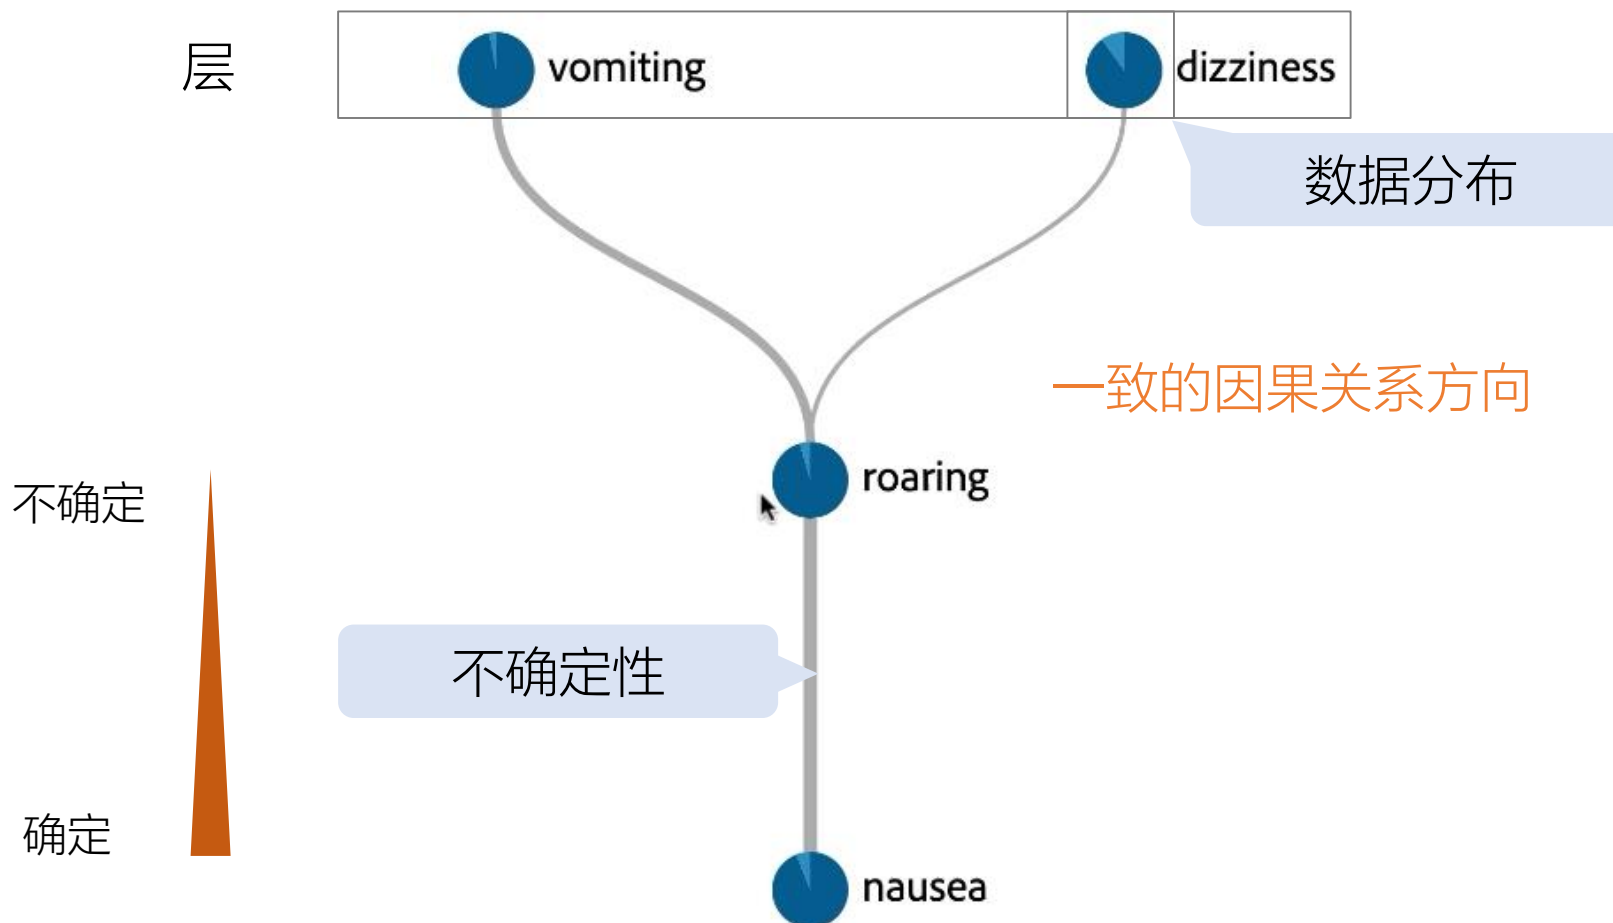 层
vomiting
dizziness
数据分布
一致的因果关系方向
roaring
不确定
不确定性
确定
nausea